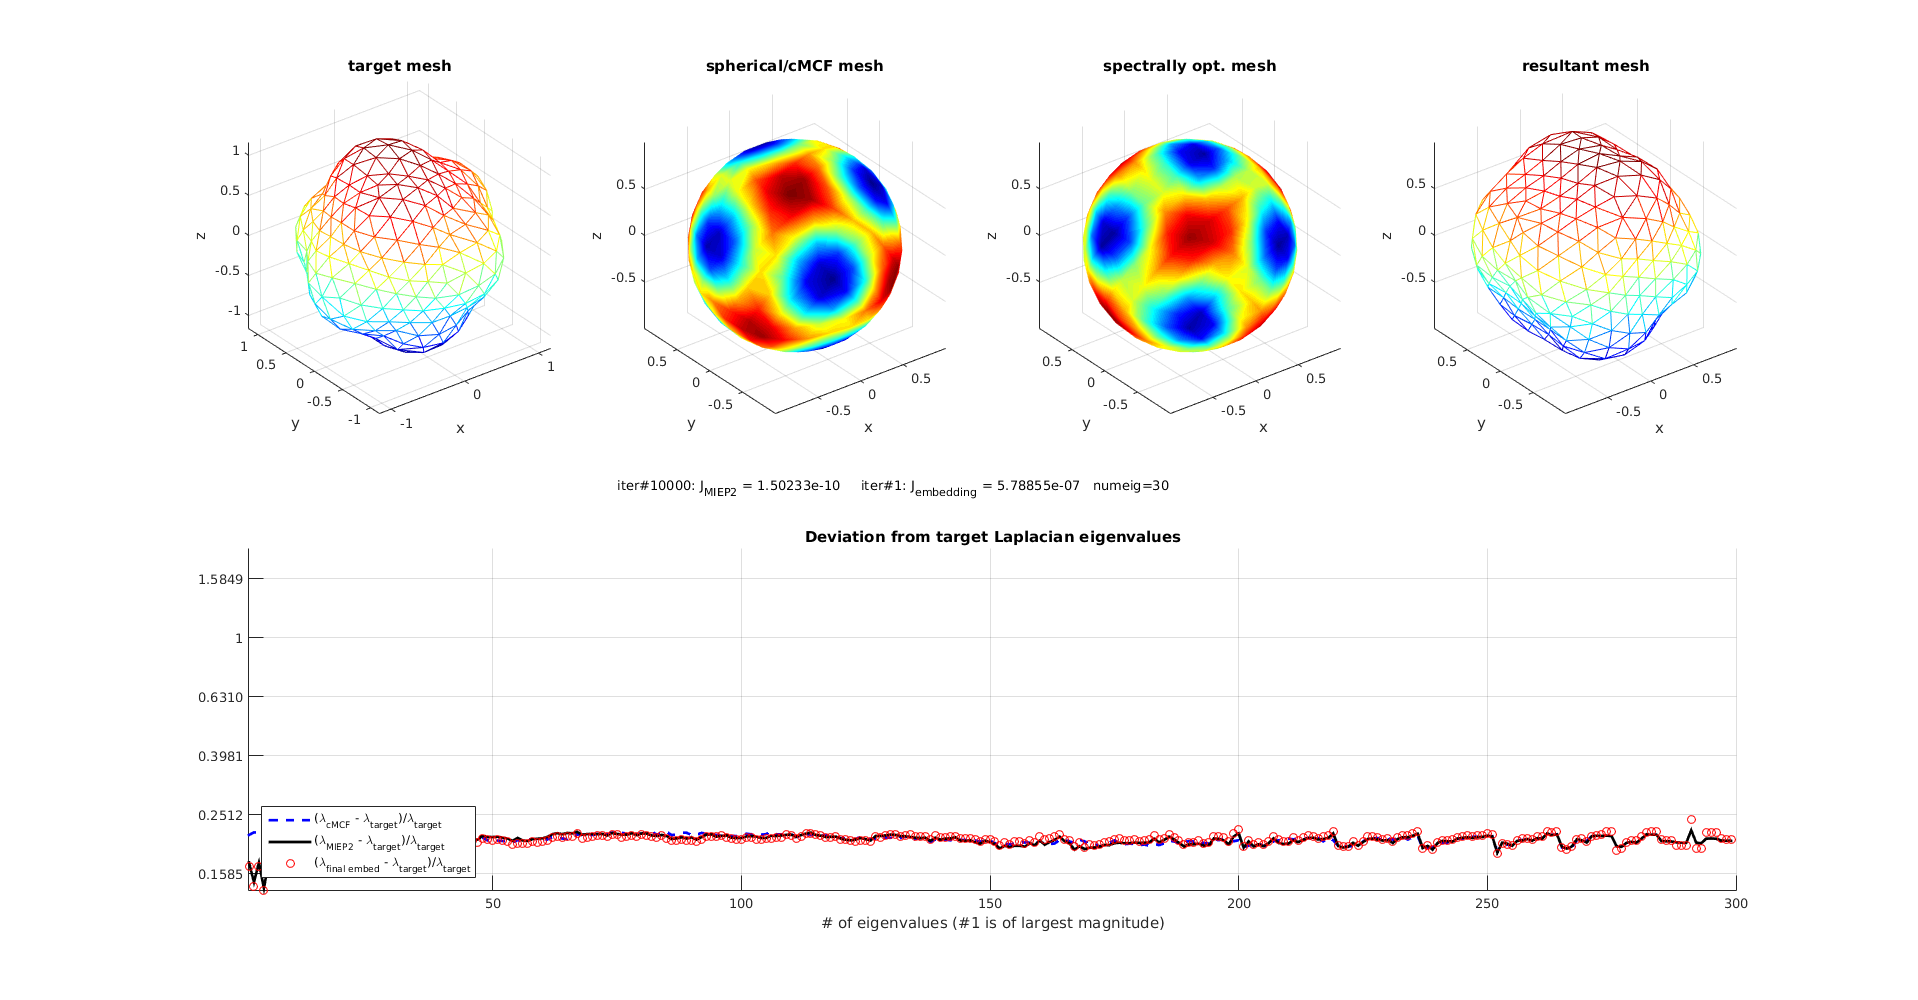 target mesh
spherical/cMCF mesh
spectrally opt. mesh
resultant mesh
1
0.5
0
-0.5
-1
z
1
0.5
0
-0.5
-1
y
-1
0
1
x
0.5
0
-0.5
z
0.5
0
-0.5
y
-0.5
0
0.5
x
0.5
0
-0.5
z
0.5
0
-0.5
y
-0.5
0
0.5
x
0.5
0
-0.5
z
0.5
0
-0.5
y
-0.5
0
0.5
x
iter#10000: J_MIEP2 = 1.50233e-10 iter#1: J_embedding = 5.78855e-07 numeig=30
Deviation from target Laplacian eigenvalues
1.5849
1
0.6310
0.3981
0.2512
0.1585
(λ_cMCF - λ_target)/λ_target
(λ_MIEP2 - λ_target)/λ_target
(λ_final embed - λ_target)/λ_target
50 100 150 200 250 300
# of eigenvalues (#1 is of largest magnitude)